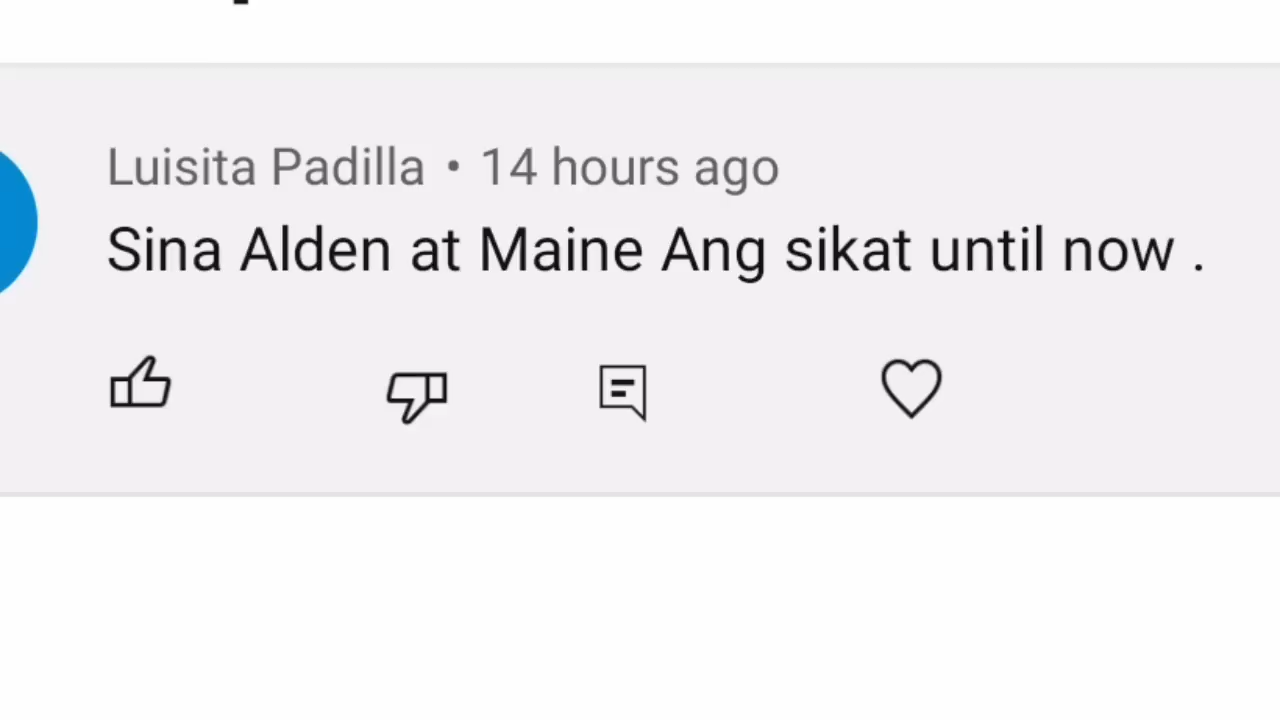 Luisita Padilla • 14 hours ago
Sina Alden at Maine Ang sikat until now .